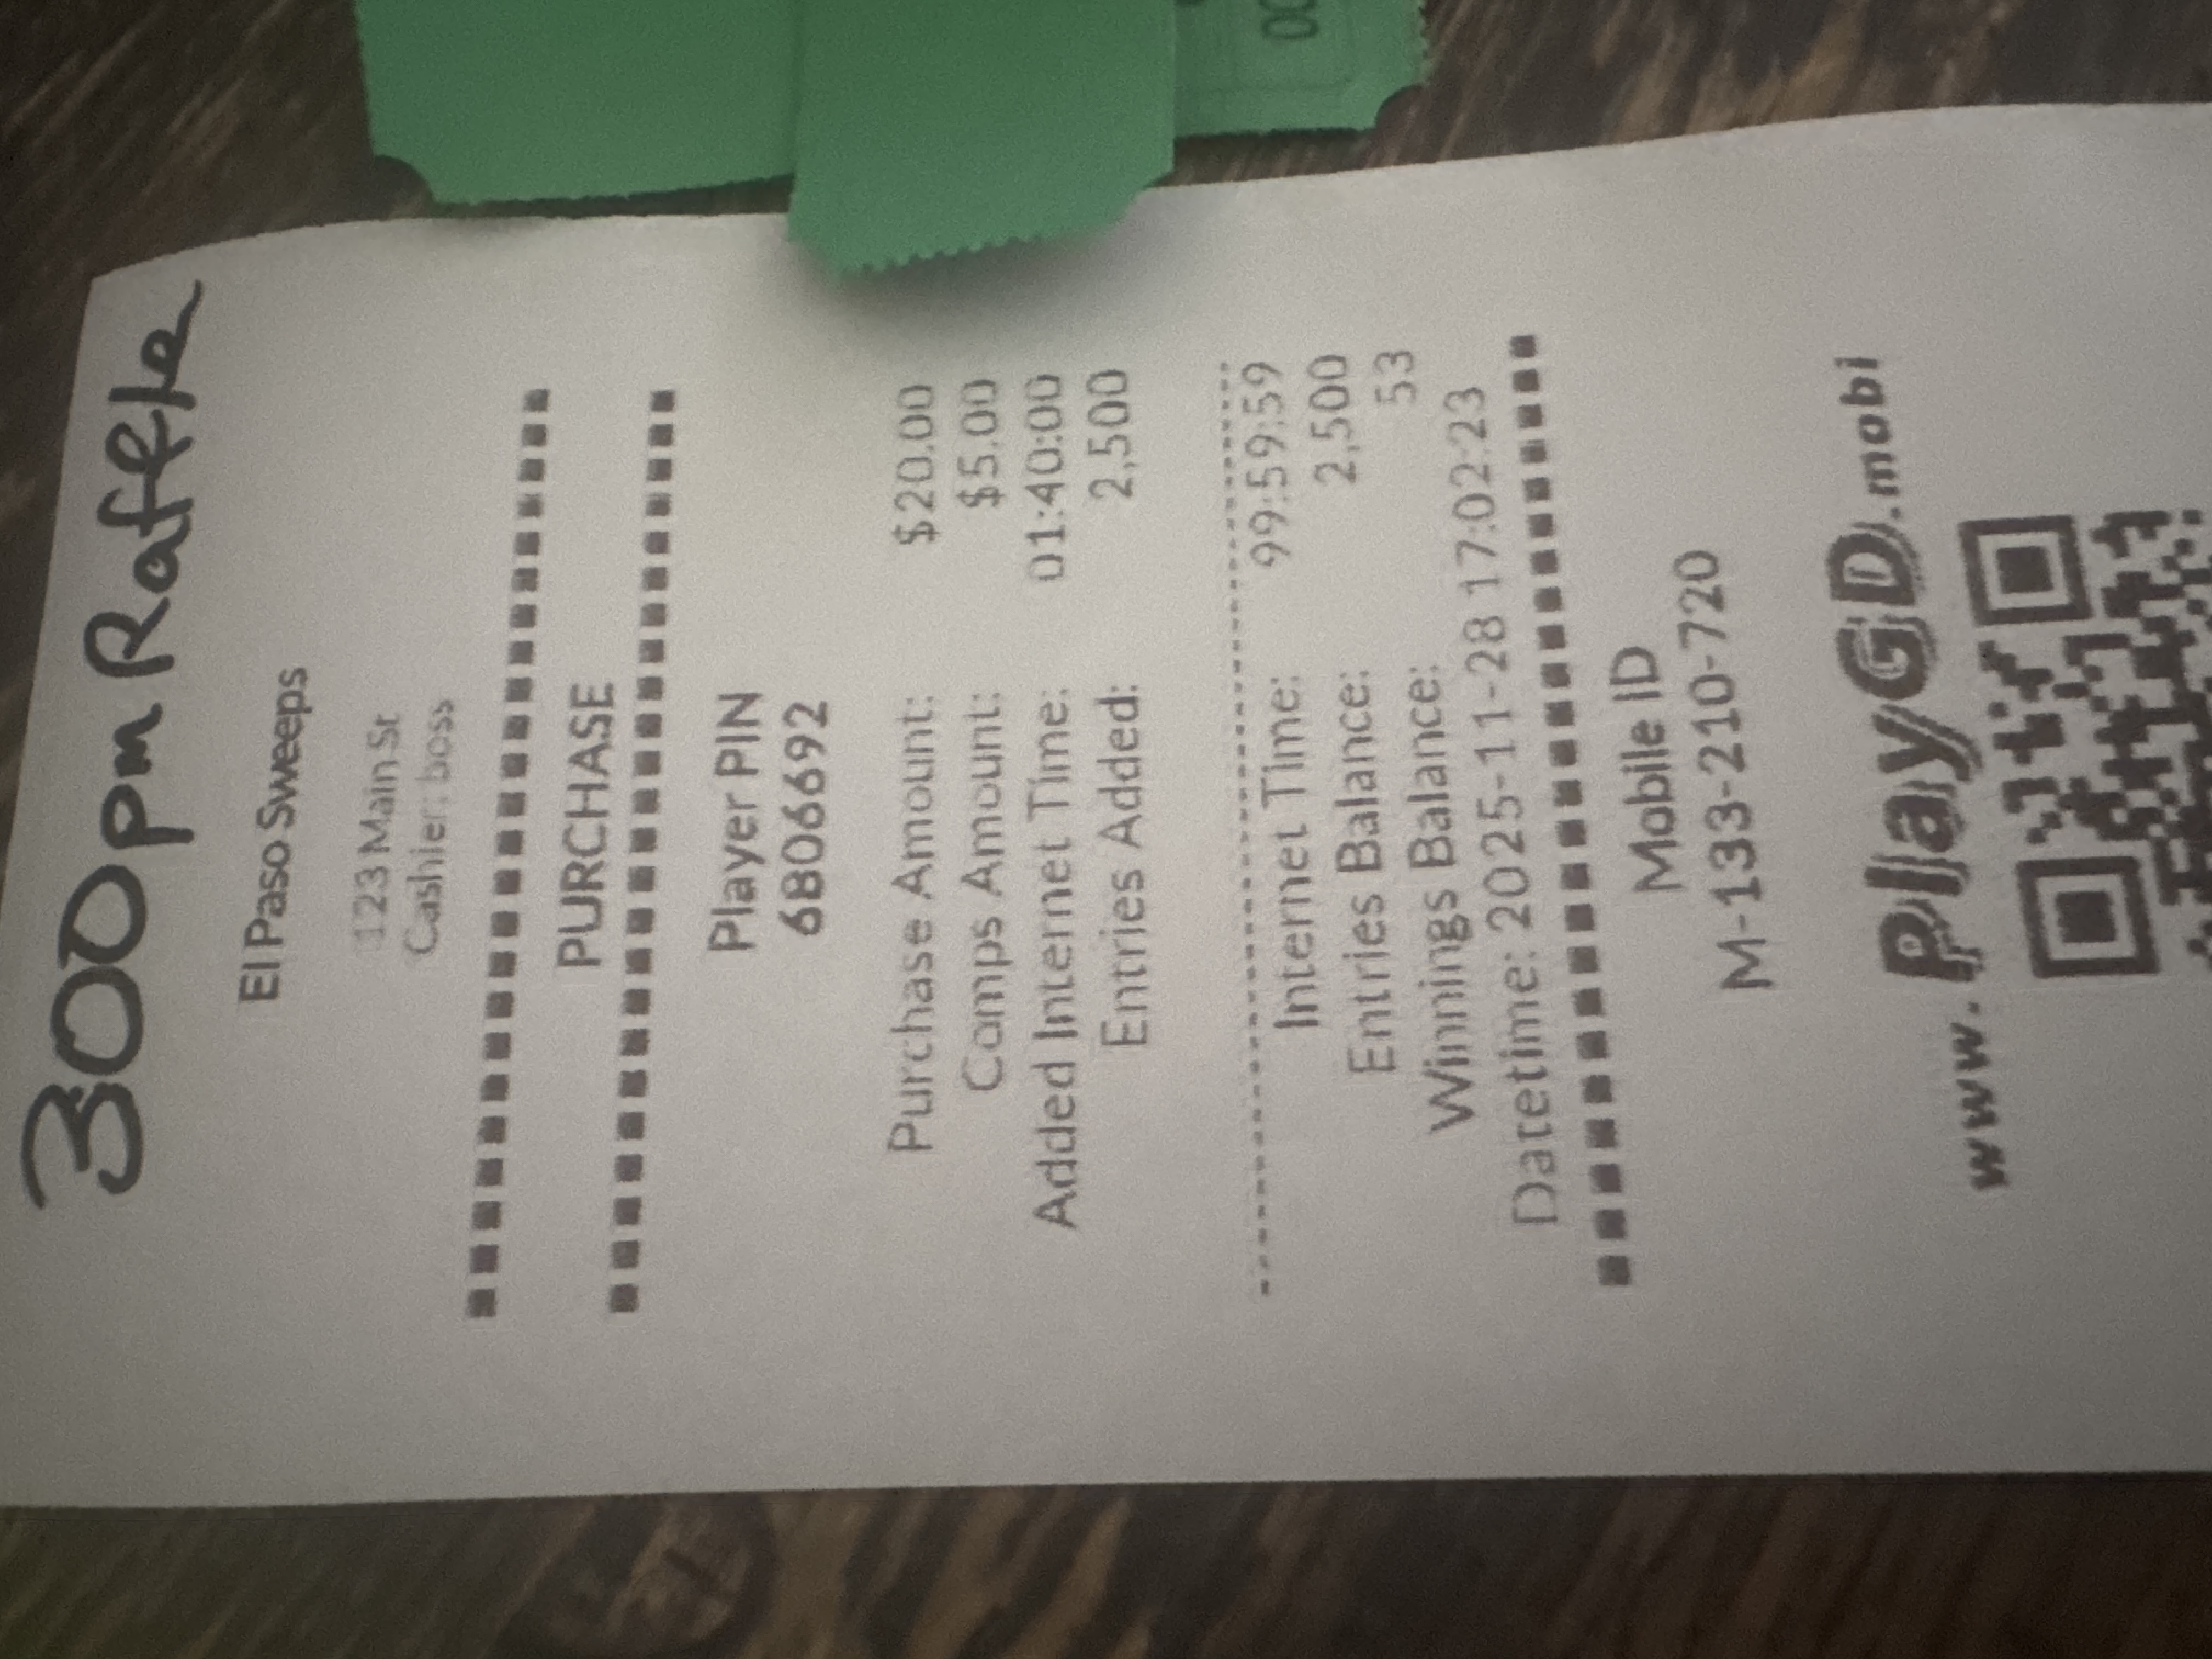 300pm Raffle
El Paso Sweeps
123 Main St
Cashier: boss
PURCHASE
Player PIN
6806692
Purchase Amount: $20.00
Comps Amount: $5.00
Added Internet Time: 01:40:00
Entries Added: 2,500
Internet Time: 99:59:59
Entries Balance: 2,500
Winnings Balance: 53
Datetime: 2025-11-28 17:02:23
Mobile ID
M-133-210-720
www.PlayGD.mobi
00